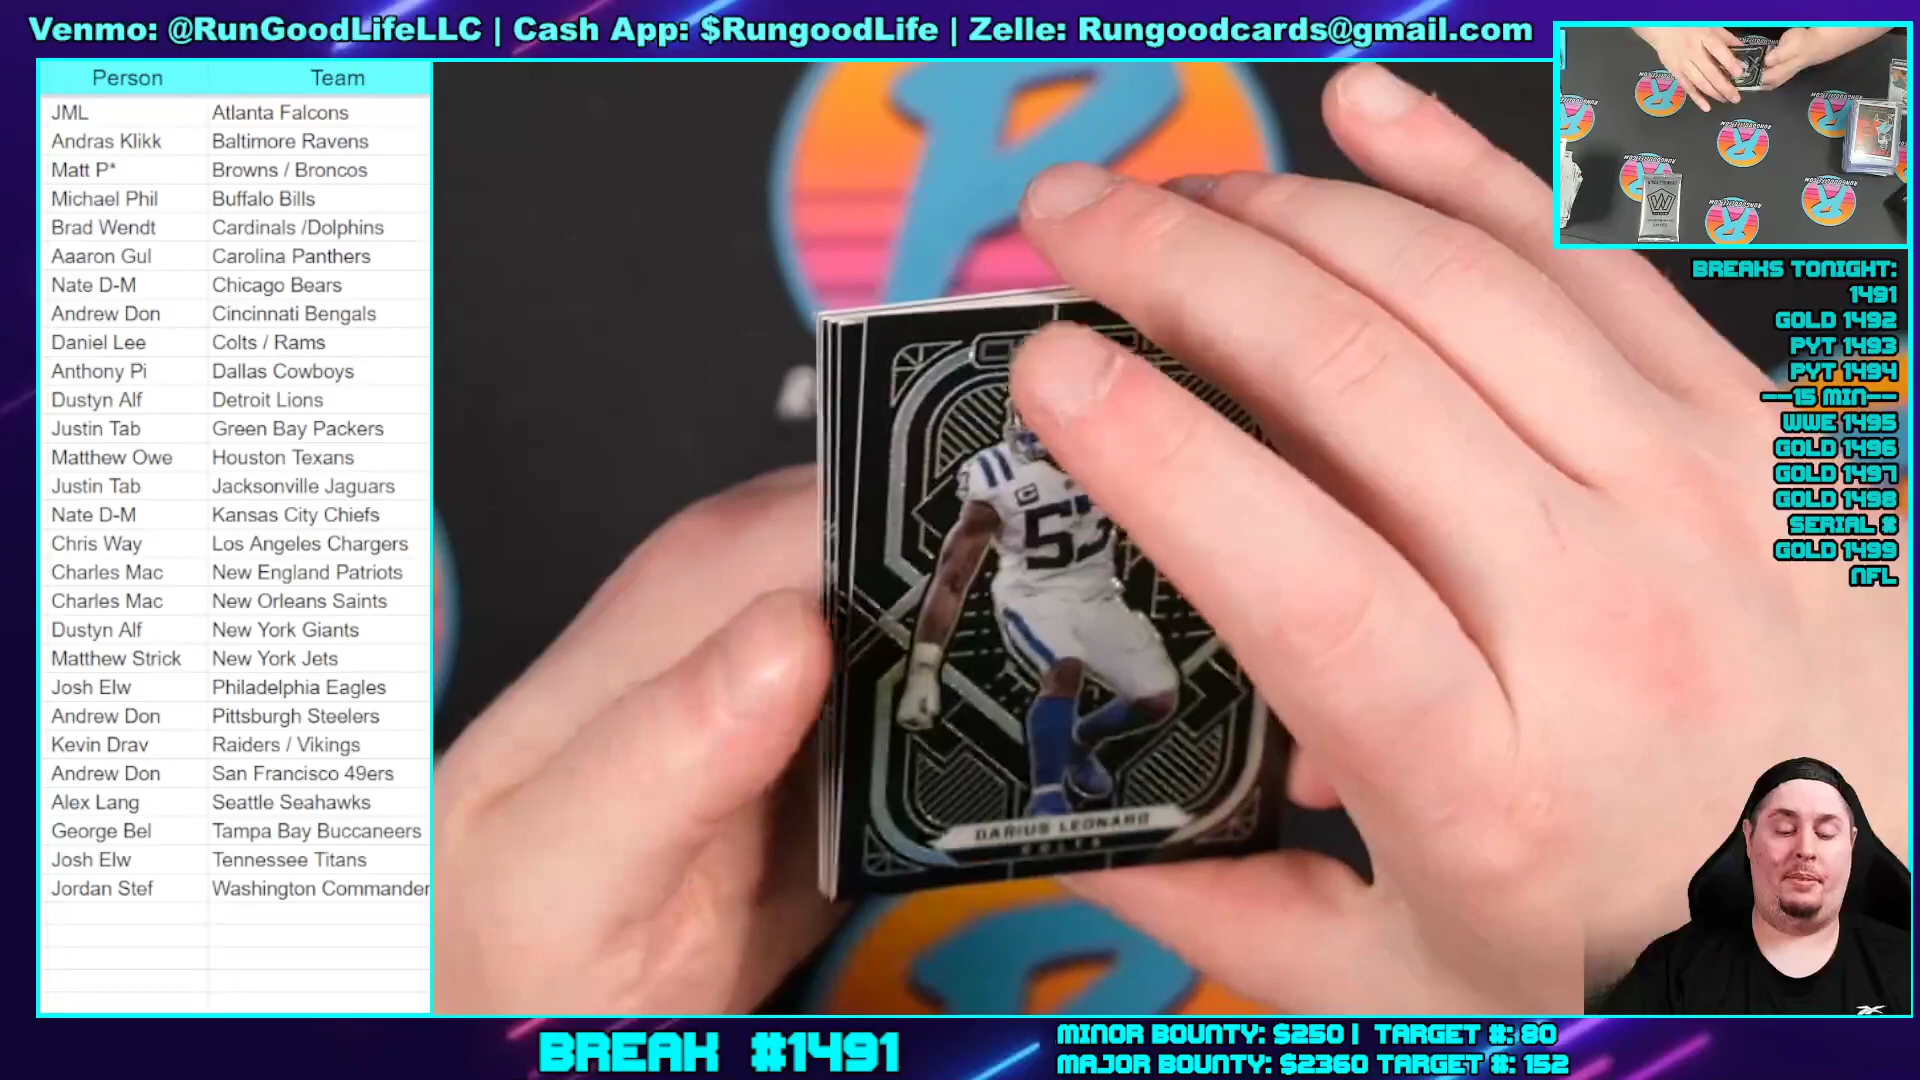 Venmo: @RunGoodLifeLLC | Cash App: $RungoodLife | Zelle: Rungoodcards@gmail.com
Person Team
JML Atlanta Falcons
Andras Klikk Baltimore Ravens
Matt P* Browns / Broncos
Michael Phil Buffalo Bills
Brad Wendt Cardinals /Dolphins
Aaaron Gul Carolina Panthers
Nate D-M Chicago Bears
Andrew Don Cincinnati Bengals
Daniel Lee Colts / Rams
Anthony Pi Dallas Cowboys
Dustyn Alf Detroit Lions
Justin Tab Green Bay Packers
Matthew Owe Houston Texans
Justin Tab Jacksonville Jaguars
Nate D-M Kansas City Chiefs
Chris Way Los Angeles Chargers
Charles Mac New England Patriots
Charles Mac New Orleans Saints
Dustyn Alf New York Giants
Matthew Strick New York Jets
Josh Elw Philadelphia Eagles
Andrew Don Pittsburgh Steelers
Kevin Drav Raiders / Vikings
Andrew Don San Francisco 49ers
Alex Lang Seattle Seahawks
George Bel Tampa Bay Buccaneers
Josh Elw Tennessee Titans
Jordan Stef Washington Commander
DARIUS LEONARD
COLTS
BREAKS TONIGHT:
1491
GOLD 1492
PYT 1493
PYT 1494
--15 MIN--
WWE 1495
GOLD 1496
GOLD 1497
GOLD 1498
SERIAL #
GOLD 1499
NFL
BREAK #1491
MINOR BOUNTY: $250 | TARGET #: 80
MAJOR BOUNTY: $2360 TARGET #: 152